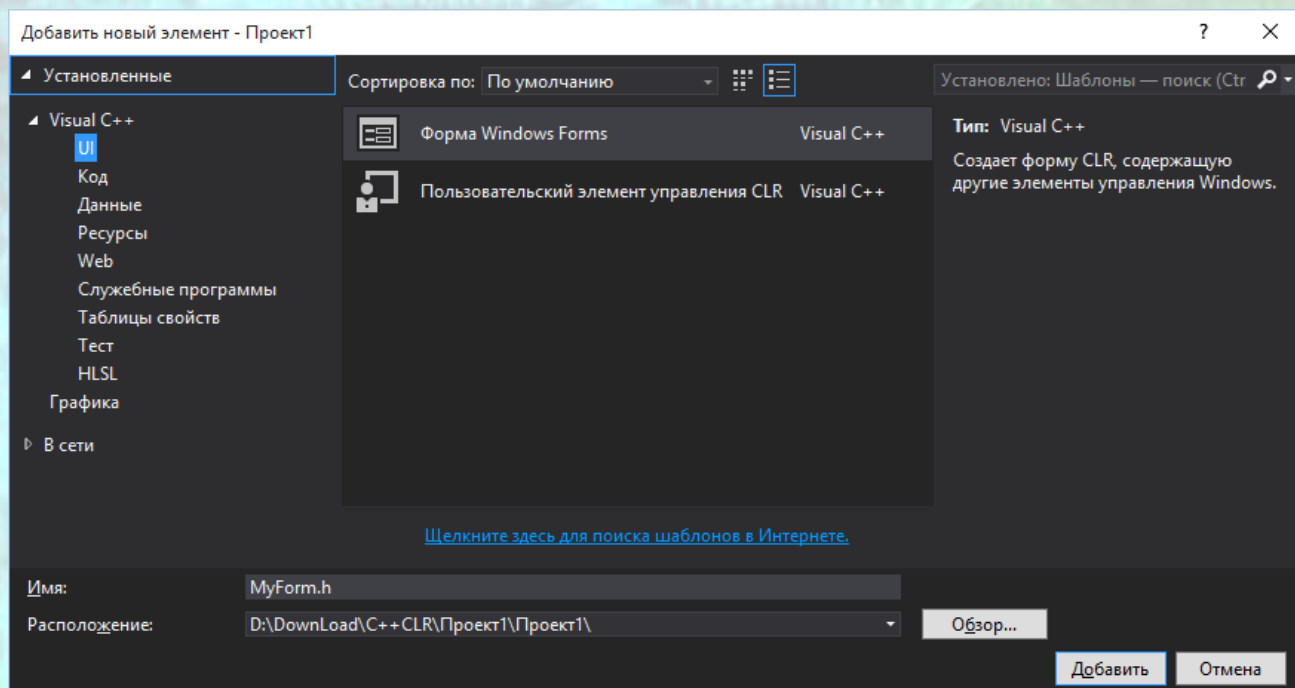 Добавить новый элемент - Проект1
?
Установленные
Сортировка по: По умолчанию
Установлено: Шаблоны — поиск (Ctr
Visual C++
UI
Код
Данные
Ресурсы
Web
Служебные программы
Таблицы свойств
Тест
HLSL
Графика
В сети
Форма Windows Forms Visual C++
Пользовательский элемент управления CLR Visual C++
Тип: Visual C++
Создает форму CLR, содержащую
другие элементы управления Windows.
Щелкните здесь для поиска шаблонов в Интернете.
Имя: MyForm.h
Расположение: D:\DownLoad\C++CLR\Проект1\Проект1\
Обзор...
Добавить Отмена